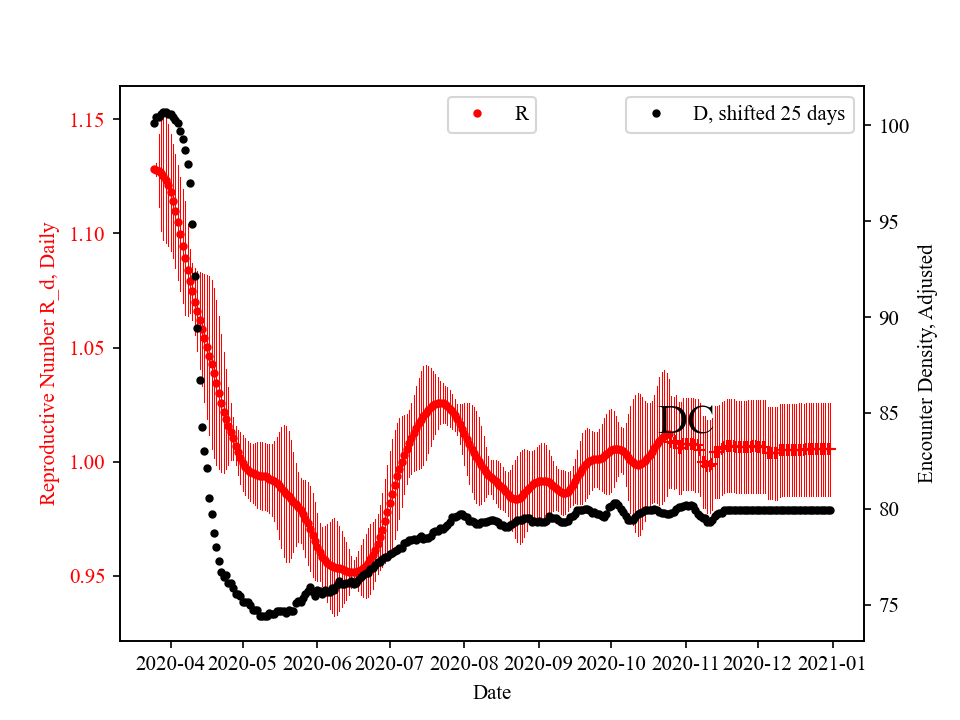 R
D, shifted 25 days
1.15
1.10
1.05
1.00
0.95
Reproductive Number R_d, Daily
100
95
90
85
80
75
Encounter Density, Adjusted
DC
2020-04 2020-05 2020-06 2020-07 2020-08 2020-09 2020-10 2020-11 2020-12 2021-01
Date